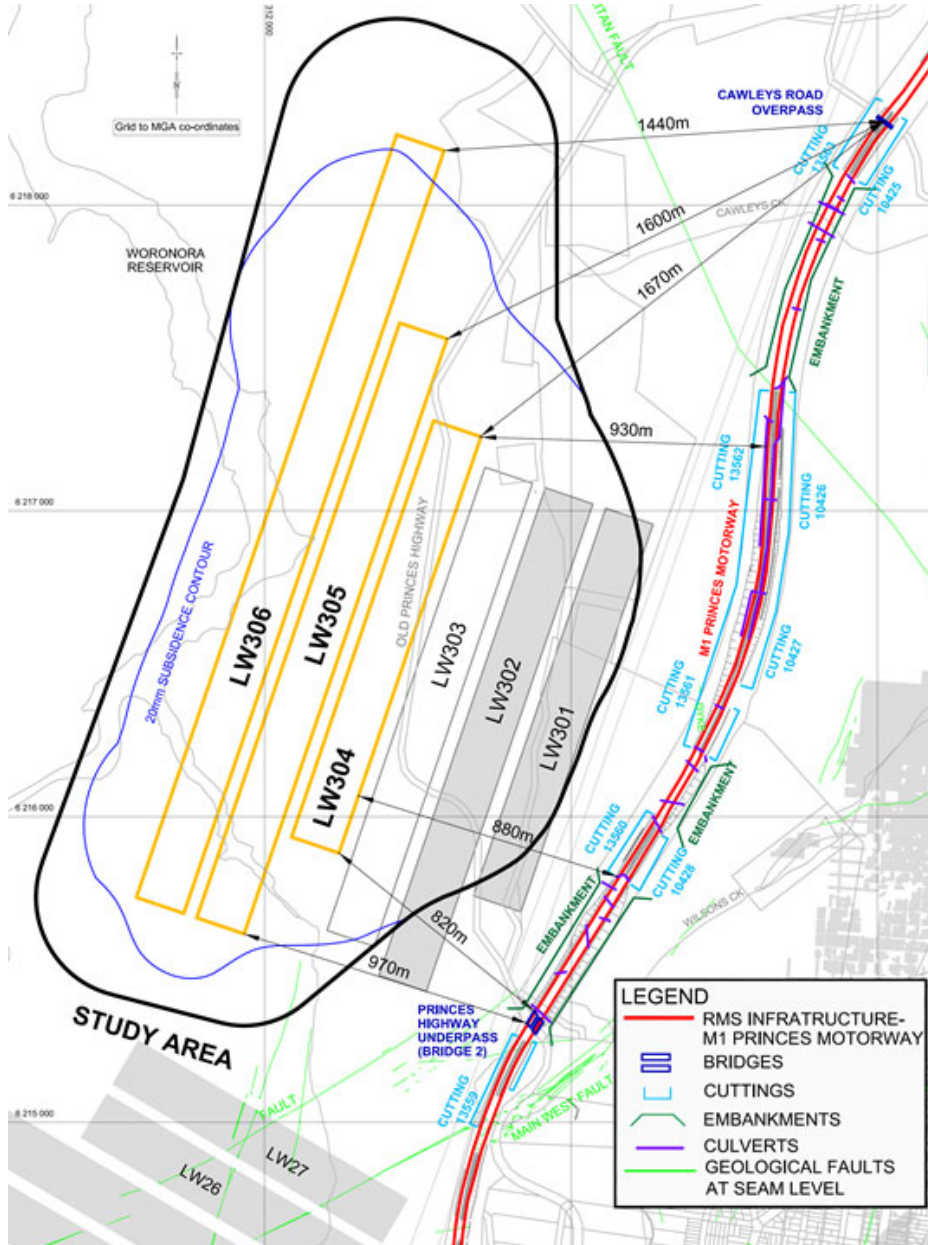 312 000
ITAN FAULT
CAWLEYS ROAD
OVERPASS
N
Grid to MGA co-ordinates
1440m
CUTTING
13563
CUTTING
10425
6 218 000
CAWLEYS CK
1600m
WORONORA
RESERVOIR
1670m
EMBANKMENT
930m
CUTTING
13562
CUTTING
10426
6 217 000
OLD PRINCES HIGHWAY
M1 PRINCES MOTORWAY
20mm SUBSIDENCE CONTOUR
LW306
LW305
LW304
LW303
LW302
LW301
CUTTING
10427
CUTTING
13561
6 216 000
880m
CUTTING
13560
EMBANKMENT
CUTTING
10428
WILSONS CK
820m
EMBANKMENT
970m
STUDY AREA
PRINCES
HIGHWAY
UNDERPASS
(BRIDGE 2)
6 215 000
FAULT
CUTTING
13559
MAIN WEST FAULT
LW27
LW26
LEGEND
RMS INFRATRUCTURE-
M1 PRINCES MOTORWAY
BRIDGES
CUTTINGS
EMBANKMENTS
CULVERTS
GEOLOGICAL FAULTS
AT SEAM LEVEL